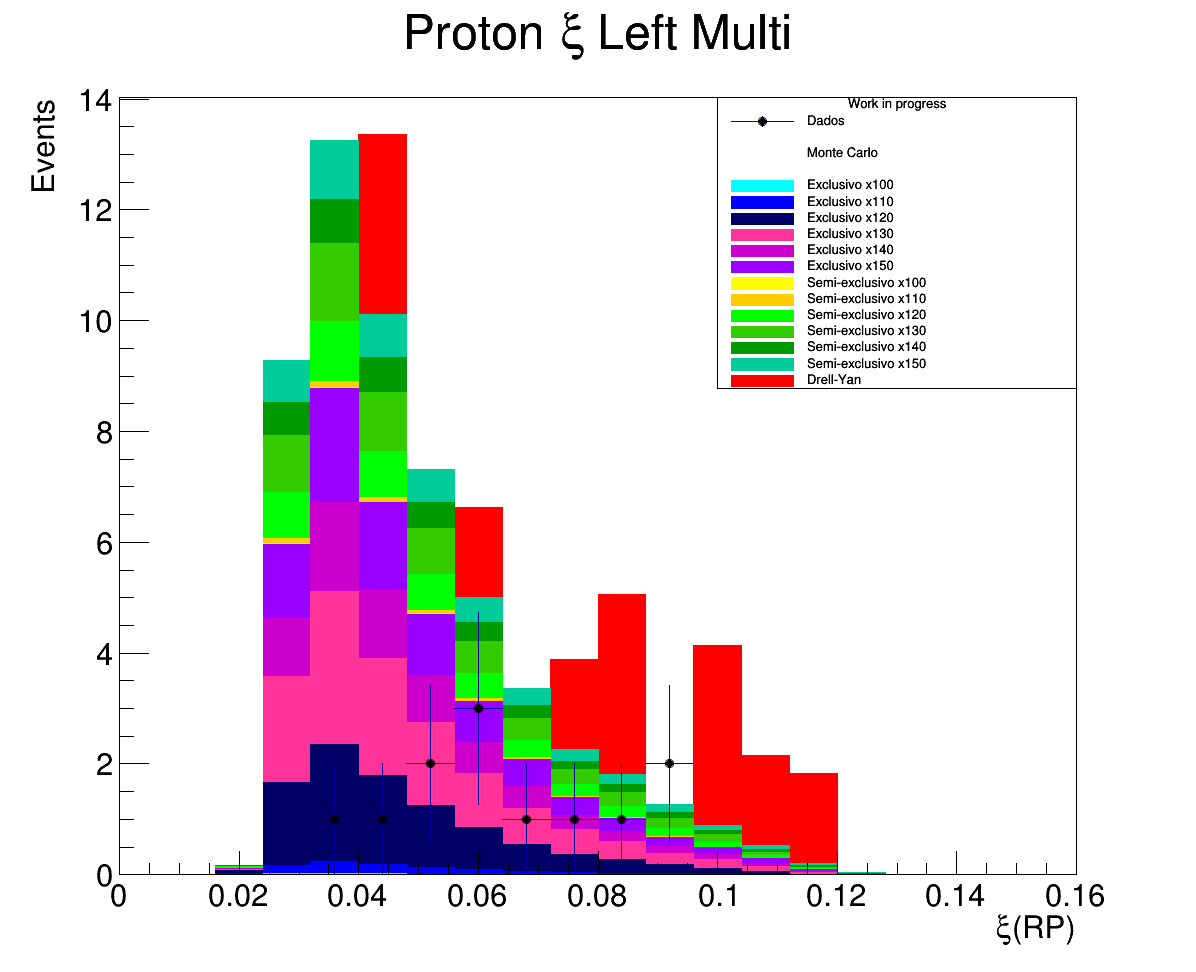 Proton ξ Left Multi
Events
14
12
10
8
6
4
2
0
Work in progress
Dados
Monte Carlo
Exclusivo x100
Exclusivo x110
Exclusivo x120
Exclusivo x130
Exclusivo x140
Exclusivo x150
Semi-exclusivo x100
Semi-exclusivo x110
Semi-exclusivo x120
Semi-exclusivo x130
Semi-exclusivo x140
Semi-exclusivo x150
Drell-Yan
0 0.02 0.04 0.06 0.08 0.1 0.12 0.14 0.16
ξ(RP)